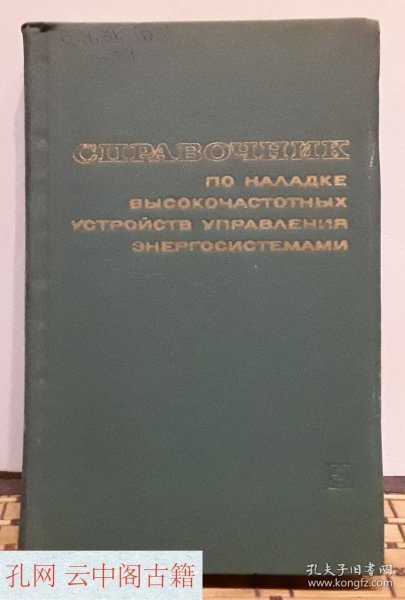 СПРАВОЧНИК
ПО НАЛАДКЕ
ВЫСОКОЧАСТОТНЫХ
УСТРОЙСТВ УПРАВЛЕНИЯ
ЭНЕРГОСИСТЕМАМИ
Э
孔网 云中阁古籍
孔夫子旧书网
www.kongfz.com